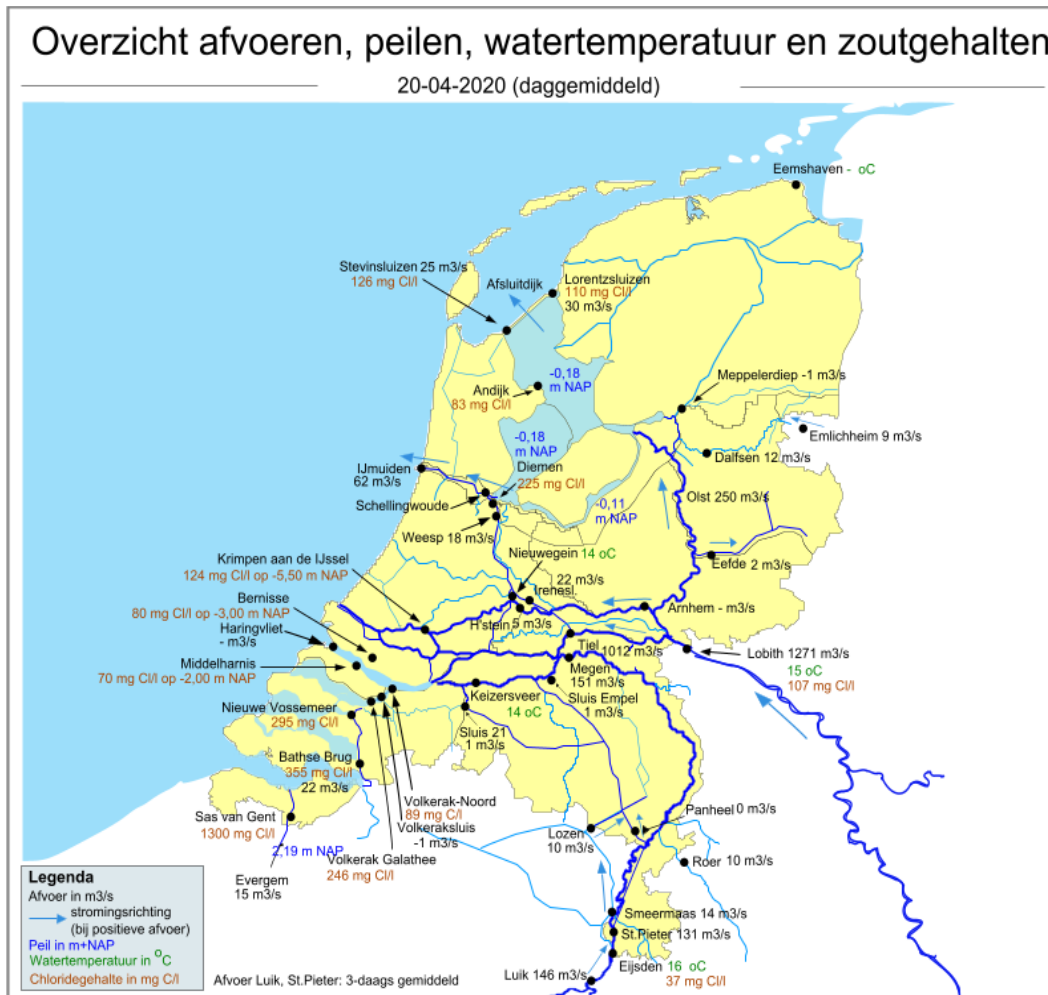 Overzicht afvoeren, peilen, watertemperatuur en zoutgehalten
20-04-2020 (daggemiddeld)
Eemshaven - oC
Stevinsluizen 25 m3/s
126 mg Cl/l
Afsluitdijk
Lorentzsluizen
110 mg Cl/l
30 m3/s
-0,18
m NAP
Andijk
83 mg Cl/l
Meppelerdiep -1 m3/s
Emlichheim 9 m3/s
-0,18
m NAP
Dalfsen 12 m3/s
IJmuiden
62 m3/s
Diemen
225 mg Cl/l
Schellingwoude
-0,11
m NAP
Olst 250 m3/s
Weesp 18 m3/s
Eefde 2 m3/s
Krimpen aan de IJssel
124 mg Cl/l op -5,50 m NAP
Nieuwegein 14 oC
22 m3/s
Irenesl.
Arnhem - m3/s
Bernisse
80 mg Cl/l op -3,00 m NAP
H'stein 5 m3/s
Haringvliet
- m3/s
Tiel 1012 m3/s
Lobith 1271 m3/s
15 oC
107 mg Cl/l
Middelharnis
70 mg Cl/l op -2,00 m NAP
Megen
151 m3/s
Keizersveer
14 oC
Sluis Empel
1 m3/s
Nieuwe Vossemeer
295 mg Cl/l
Sluis 21
1 m3/s
Bathse Brug
355 mg Cl/l
22 m3/s
Volkerak-Noord
89 mg C/l
Volkeraksluis
-1 m3/s
Panheel 0 m3/s
Sas van Gent
1300 mg Cl/l
Lozen
10 m3/s
2,19 m NAP
Volkerak Galathee
246 mg Cl/l
Roer 10 m3/s
Evergem
15 m3/s
Smeermaas 14 m3/s
St.Pieter 131 m3/s
Eijsden 16 oC
37 mg Cl/l
Luik 146 m3/s
Legenda
Afvoer in m3/s
stromingsrichting
(bij positieve afvoer)
Peil in m+NAP
Watertemperatuur in °C
Chloridegehalte in mg C/l
Afvoer Luik, St.Pieter: 3-daags gemiddeld